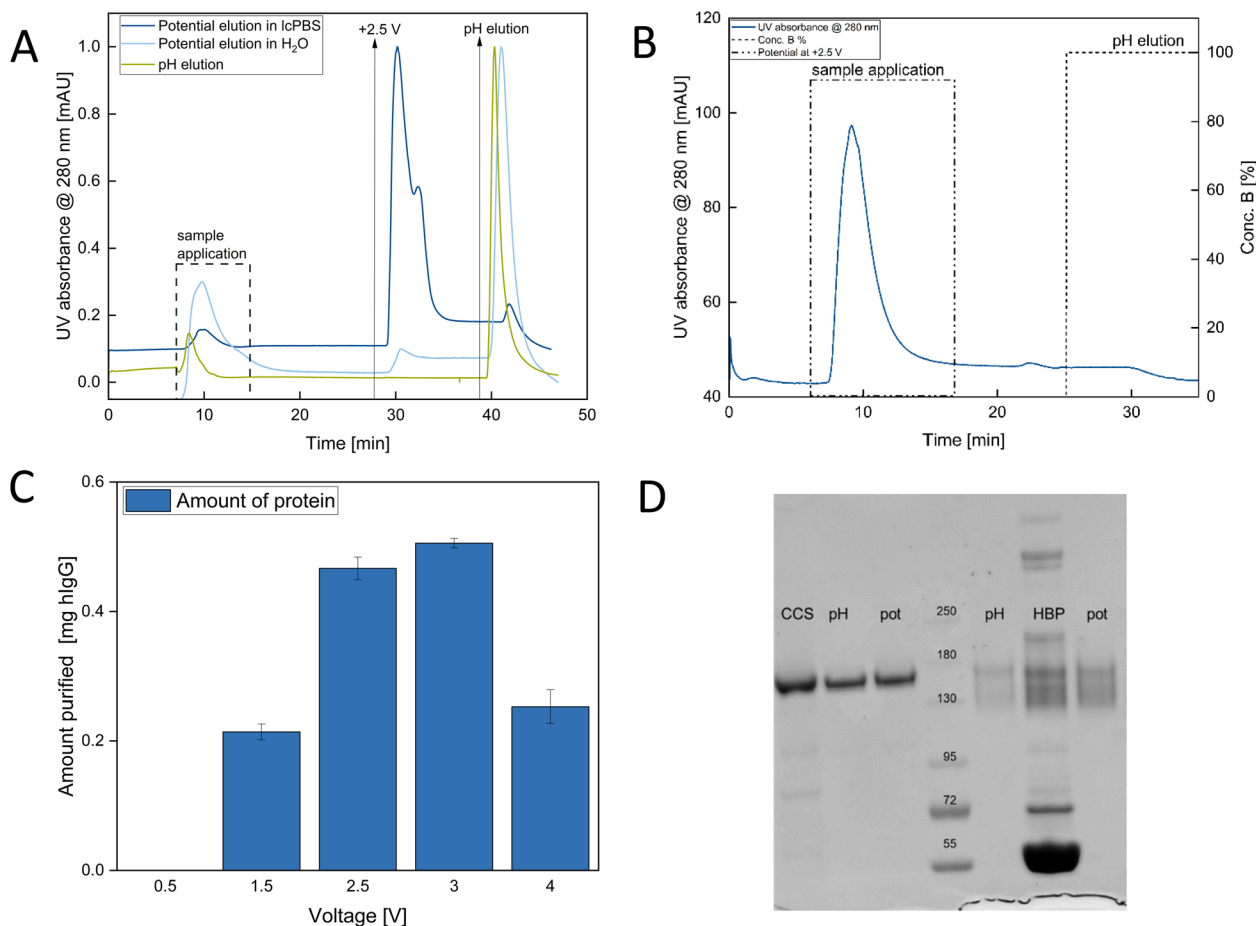 A
Potential elution in lcPBS
Potential elution in H₂O
pH elution
+2.5 V
pH elution
sample
application
1.0
0.8
0.6
0.4
0.2
0.0
UV absorbance @ 280 nm [mAU]
0
10
20
30
40
50
Time [min]
B
UV absorbance @ 280 nm
Conc. B %
Potential at +2.5 V
sample application
pH elution
120
100
80
60
40
UV absorbance @ 280 nm [mAU]
100
80
60
40
20
0
Conc. B [%]
0
10
20
30
Time [min]
C
Amount of protein
0.6
0.4
0.2
0.0
Amount purified [mg hIgG]
0.5
1.5
2.5
3
4
Voltage [V]
D
CCS pH pot 250 pH HBP pot
180
130
95
72
55